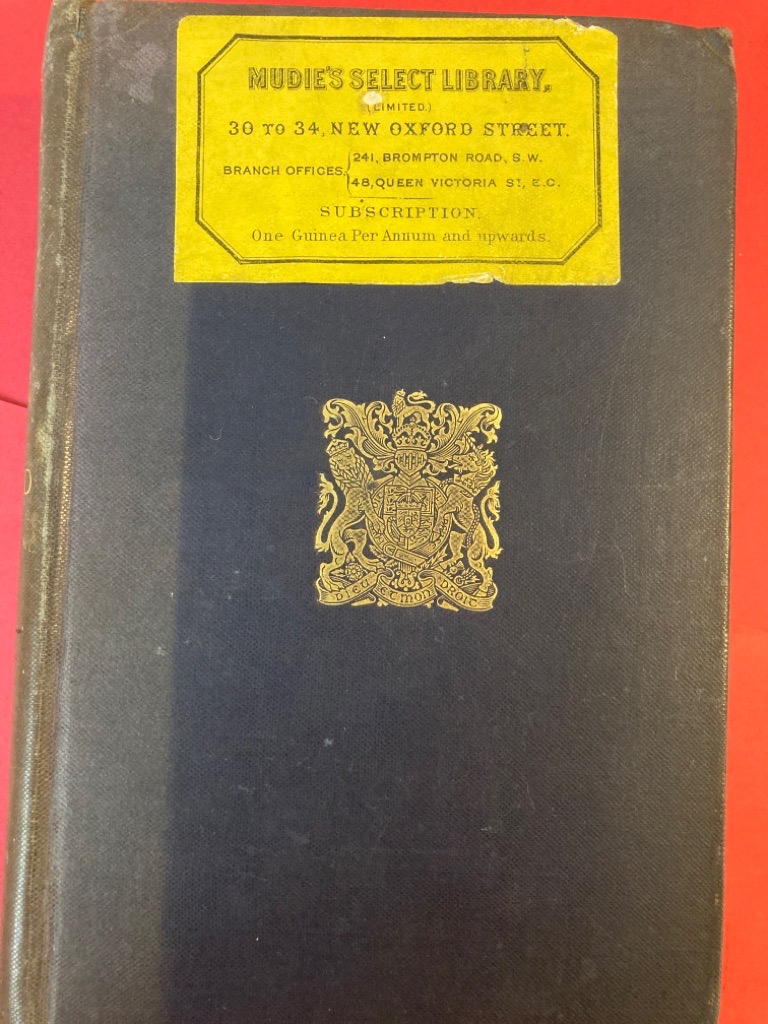 MUDIE'S SELECT LIBRARY,
(LIMITED.)
30 TO 34, NEW OXFORD STREET.
BRANCH OFFICES,
241, BROMPTON ROAD, S.W.
48, QUEEN VICTORIA ST, E.C.
SUBSCRIPTION.
One Guinea Per Annum and upwards.
DIEU ET MON DROIT